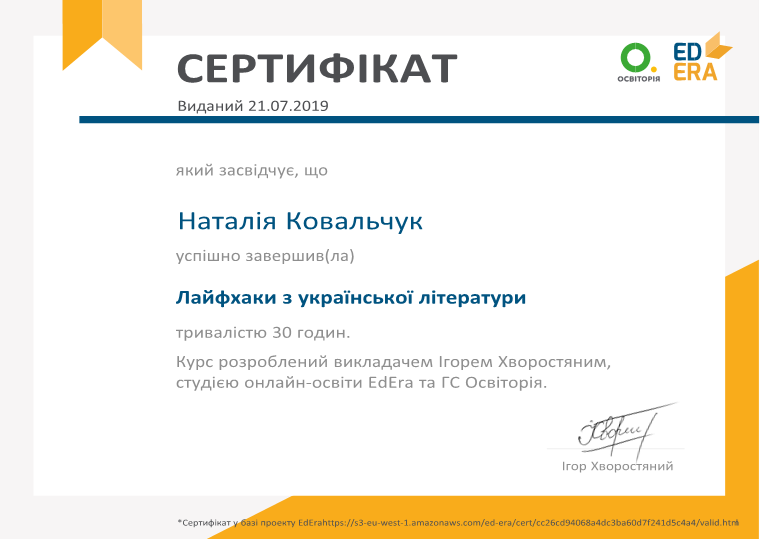 СЕРТИФІКАТ
Виданий 21.07.2019
ОСВІТОРІЯ
ED
ERA
який засвідчує, що
Наталія Ковальчук
успішно завершив(ла)
Лайфхаки з української літератури
тривалістю 30 годин.
Курс розроблений викладачем Ігорем Хворостяним,
студією онлайн-освіти EdEra та ГС Освіторія.
Ігор Хворостяний
*Сертифікат у базі проекту EdErahttps://s3-eu-west-1.amazonaws.com/ed-era/cert/cc26cd94068a4dc3ba60d7f241d5c4a4/valid.html